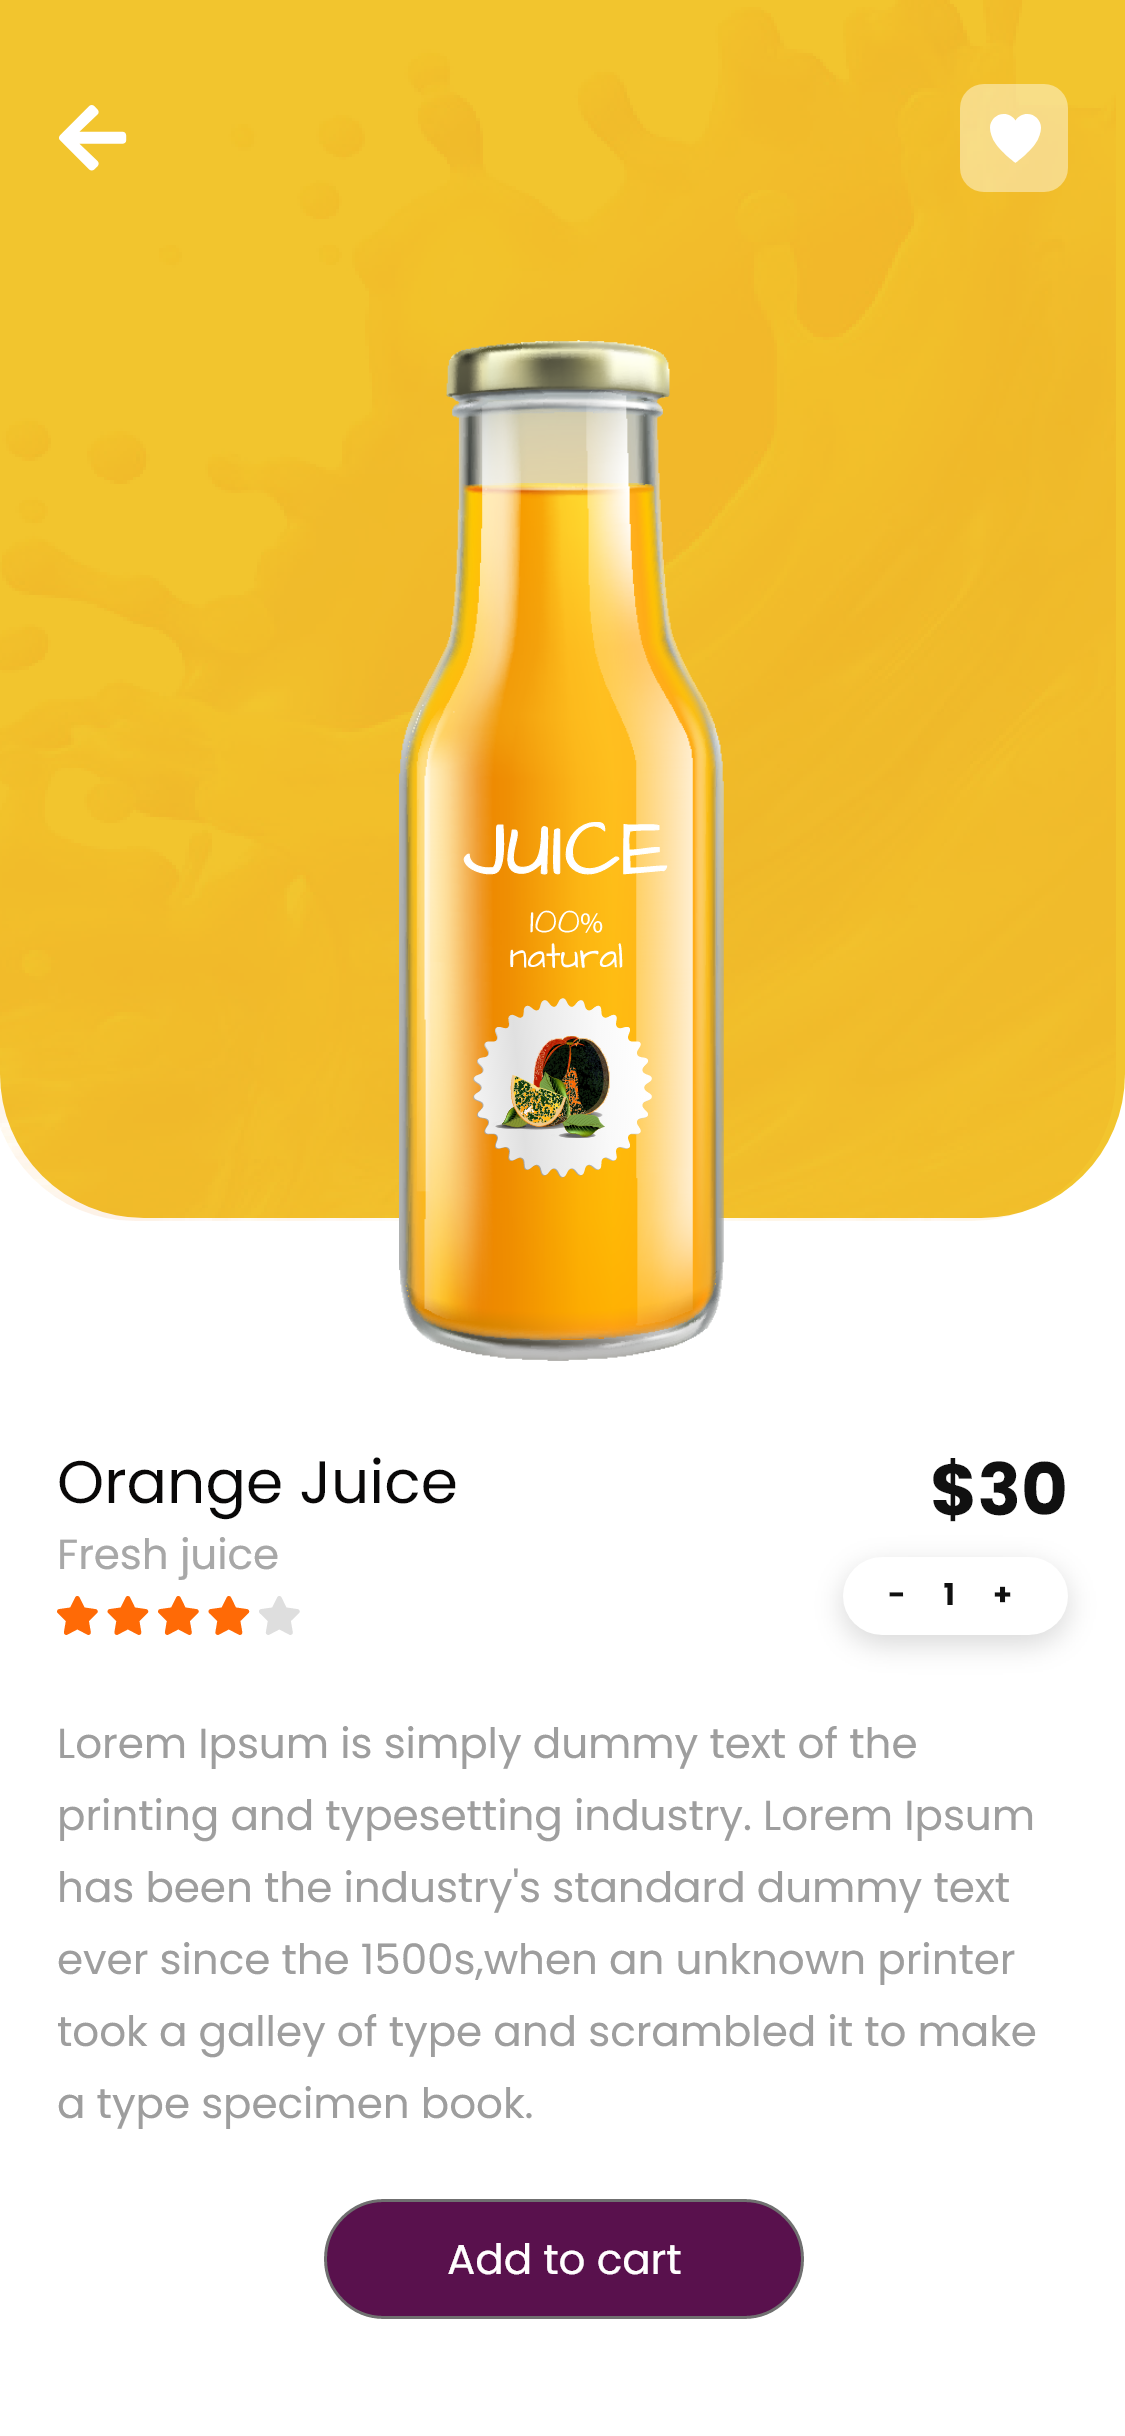 JUICE
100%
natural
Orange Juice
$30
Fresh juice
- 1 +
Lorem Ipsum is simply dummy text of the
printing and typesetting industry. Lorem Ipsum
has been the industry's standard dummy text
ever since the 1500s,when an unknown printer
took a galley of type and scrambled it to make
a type specimen book.
Add to cart